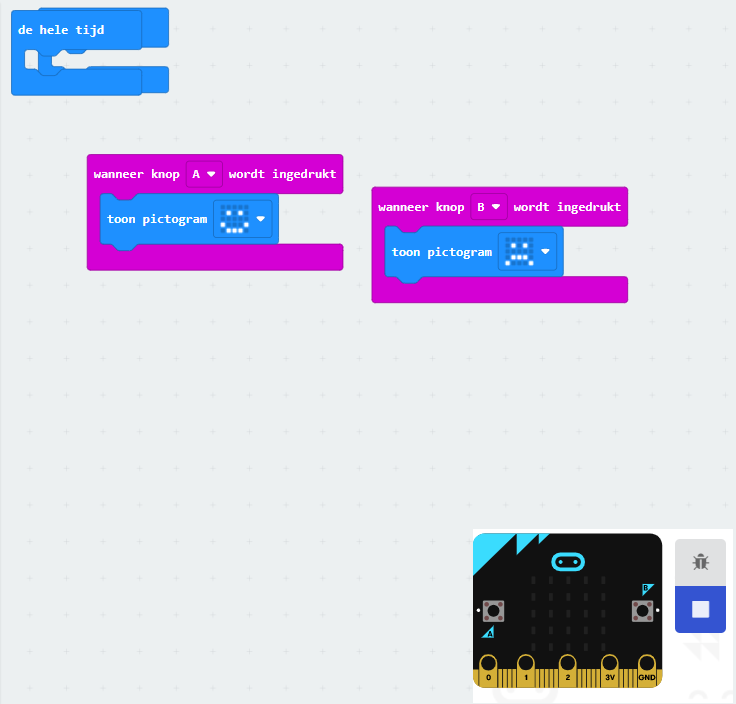 de hele tijd
wanneer knop A wordt ingedrukt
toon pictogram
wanneer knop B wordt ingedrukt
toon pictogram
B
A
0 1 2 3V GND